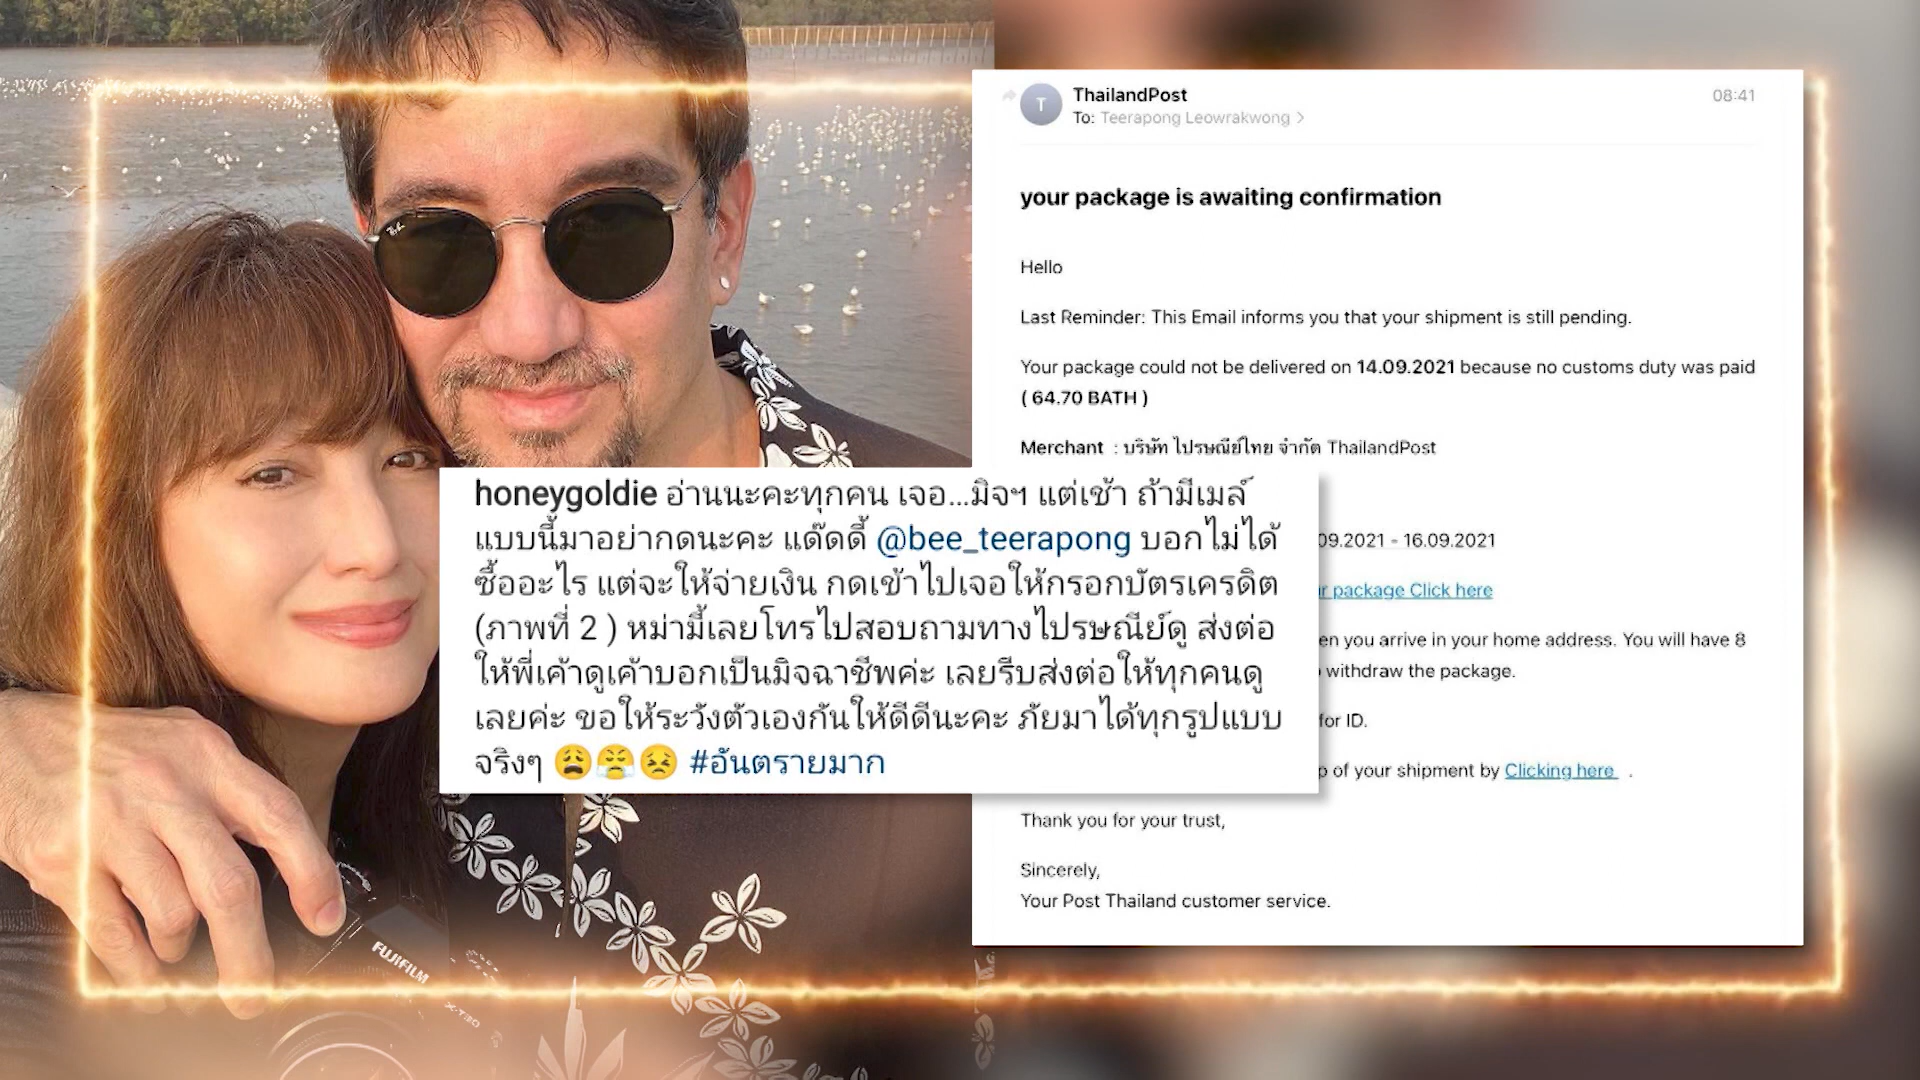 ThailandPost
08:41
T
To: Teerapong Leowrakwong >
your package is awaiting confirmation
Hello
Last Reminder: This Email informs you that your shipment is still pending.
Your package could not be delivered on 14.09.2021 because no customs duty was paid
( 64.70 BATH )
Merchant : บริษัท ไปรษณีย์ไทย จำกัด ThailandPost
09.2021 - 16.09.2021
package Click here
you arrive in your home address. You will have 8
withdraw the package.
for ID.
of your shipment by Clicking here .
Thank you for your trust,
Sincerely,
Your Post Thailand customer service.
honeygoldie อ่านนะคะทุกคน เจอ...มิจฯ แต่เช้า ถ้ามีเมล์
แบบนี้มาอย่ากดนะคะ แด๊ดดี้ @bee_teerapong บอกไม่ได้
ซื้ออะไร แต่จะให้จ่ายเงิน กดเข้าไปเจอให้กรอกบัตรเครดิต
(ภาพที่ 2 ) หม่ามี้เลยโทรไปสอบถามทางไปรษณีย์ดู ส่งต่อ
ให้พี่เค้าดูเค้าบอกเป็นมิจฉาชีพค่ะ เลยรีบส่งต่อให้ทุกคนดู
เลยค่ะ ขอให้ระวังตัวเองกันให้ดีดีนะคะ ภัยมาได้ทุกรูปแบบ
จริงๆ 😩😤😣 #อันตรายมาก
Ray-Ban
FUJIFILM
X-T30